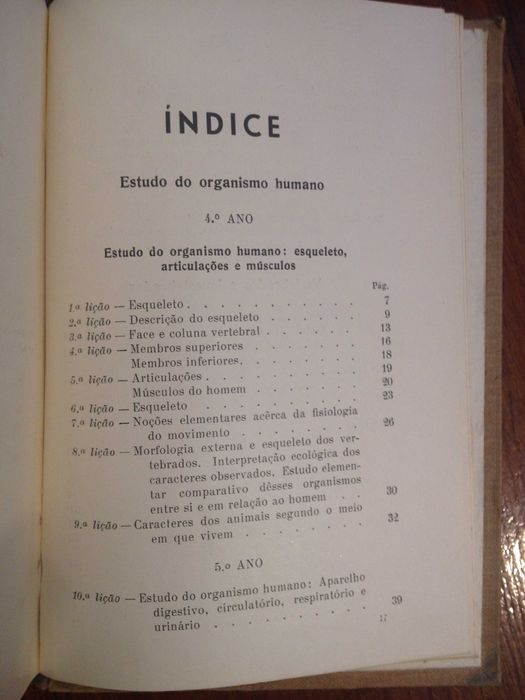 ÍNDICE
Estudo do organismo humano
4.º ANO
Estudo do organismo humano: esqueleto,
articulações e músculos
Pág.
1.ª lição — Esqueleto . . . . . . . . . . . 7
2.ª lição — Descrição do esqueleto . . . . . . 9
3.ª lição — Face e coluna vertebral . . . . . . 13
4.ª lição — Membros superiores . . . . . . . 16
Membros inferiores. . . . . . . . 18
5.ª lição — Articulações . . . . . . . . . . 19
Músculos do homem . . . . . . . 20
6.ª lição — Esqueleto . . . . . . . . . . 23
7.ª lição — Noções elementares acêrca da fisiologia
do movimento . . . . . . . . 26
8.ª lição — Morfologia externa e esqueleto dos ver-
tebrados. Interpretação ecológica dos
caracteres observados. Estudo elemen-
tar comparativo dêsses organismos
entre si e em relação ao homem . . 30
9.ª lição — Caracteres dos animais segundo o meio
em que vivem . . . . . . . . 32
5.º ANO
10.ª lição — Estudo do organismo humano: Aparelho
digestivo, circulatório, respiratório e
urinário . . . . . . . . . . 39
17